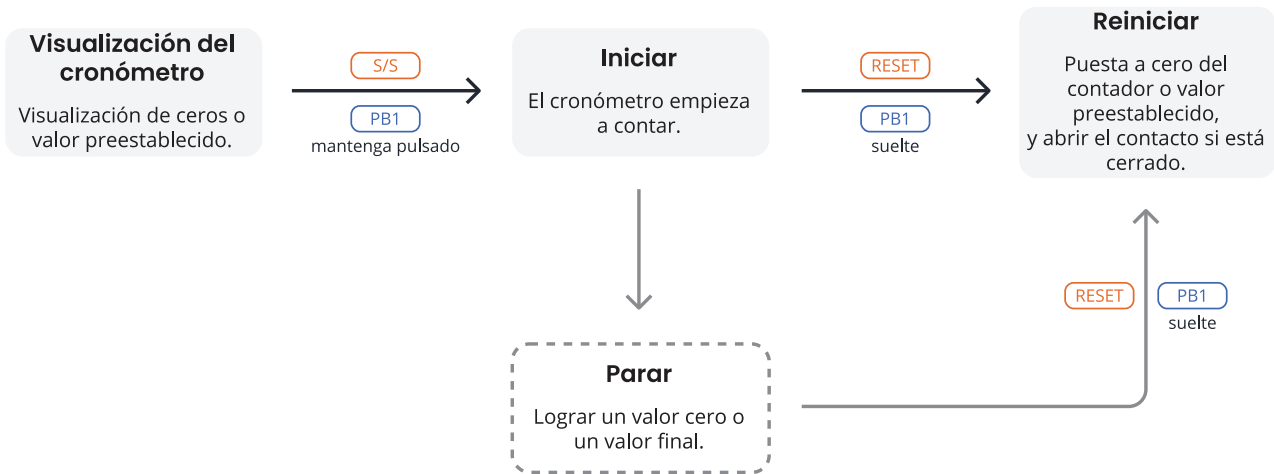 Visualización del
cronómetro
Visualización de ceros o
valor preestablecido.
S/S
PB1
mantenga pulsado
Iniciar
El cronómetro empieza
a contar.
RESET
PB1
suelte
Reiniciar
Puesta a cero del
contador o valor
preestablecido,
y abrir el contacto si está
cerrado.
RESET
PB1
suelte
Parar
Lograr un valor cero o
un valor final.